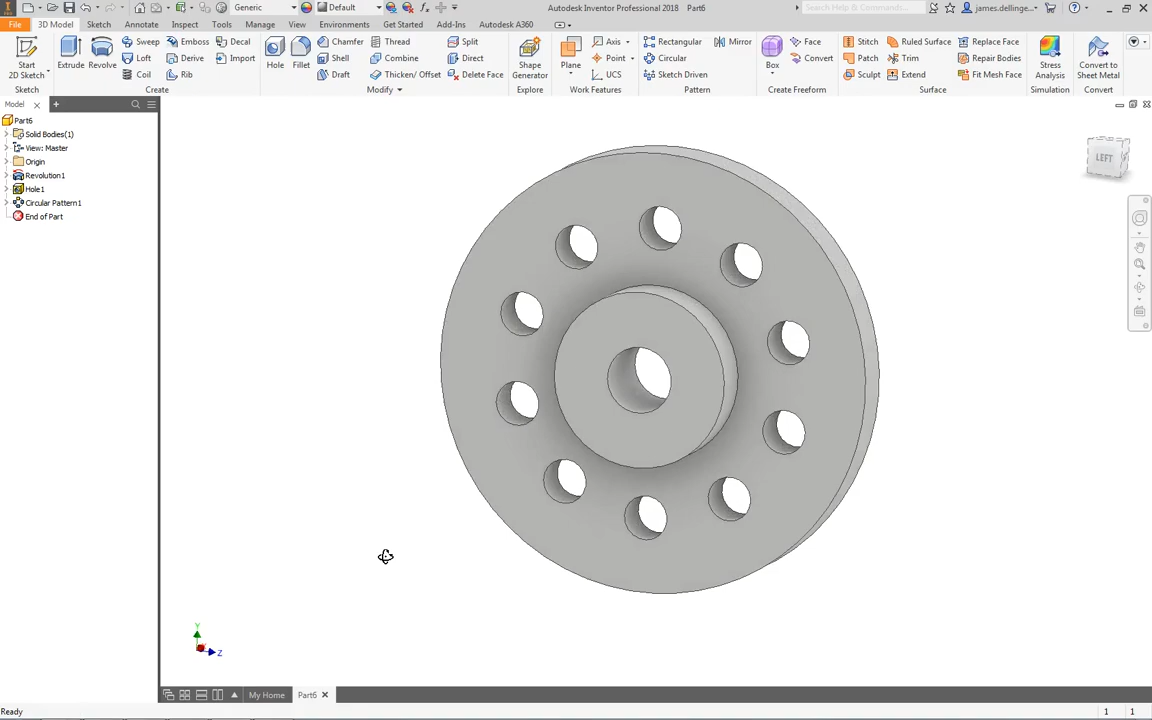 Generic Default Autodesk Inventor Professional 2018 Part6 Search Help & Commands... james.dellinge...
File 3D Model Sketch Annotate Inspect Tools Manage View Environments Get Started Add-Ins Autodesk A360
Start 2D Sketch
Sketch
Extrude Revolve
Sweep Emboss Decal
Loft Derive Import
Coil Rib
Create
Hole Fillet
Chamfer Thread Split
Shell Combine Direct
Draft Thicken/ Offset Delete Face
Modify
Shape Generator
Explore
Plane
Axis
Point
UCS
Work Features
Rectangular Mirror
Circular
Sketch Driven
Pattern
Box
Face
Convert
Create Freeform
Stitch Ruled Surface Replace Face
Patch Trim Repair Bodies
Sculpt Extend Fit Mesh Face
Surface
Stress Analysis
Simulation
Convert to Sheet Metal
Convert
Model
Part6
Solid Bodies(1)
View: Master
Origin
Revolution1
Hole1
Circular Pattern1
End of Part
LEFT
Y
Z
My Home Part6
Ready 1 1